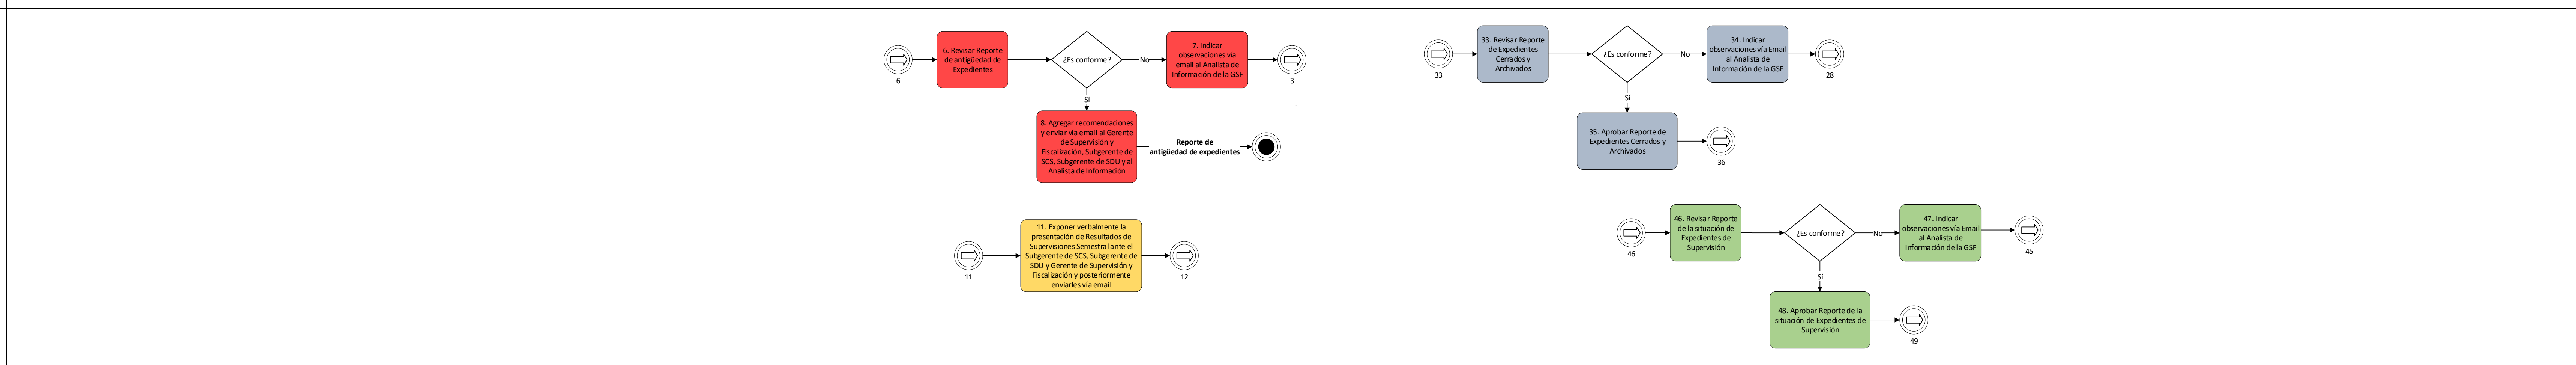 6. Revisar Reporte
de antigüedad de
Expedientes
¿Es conforme?
No
7. Indicar
observaciones vía
email al Analista de
Información de la GSF
6
3
Sí
8. Agregar recomendaciones
y enviar vía email al Gerente
de Supervisión y
Fiscalización, Subgerente de
SCS, Subgerente de SDU y al
Analista de Información
Reporte de
antigüedad de expedientes
11. Exponer verbalmente la
presentación de Resultados de
Supervisiones Semestral ante el
Subgerente de SCS, Subgerente de
SDU y Gerente de Supervisión y
Fiscalización y posteriormente
enviarles vía email
11
12
33. Revisar Reporte
de Expedientes
Cerrados y
Archivados
¿Es conforme?
No
34. Indicar
observaciones vía Email
al Analista de
Información de la GSF
33
28
Sí
35. Aprobar Reporte de
Expedientes Cerrados y
Archivados
36
46. Revisar Reporte
de la situación de
Expedientes de
Supervisión
¿Es conforme?
No
47. Indicar
observaciones vía Email
al Analista de
Información de la GSF
46
45
Sí
48. Aprobar Reporte de la
situación de Expedientes de
Supervisión
49